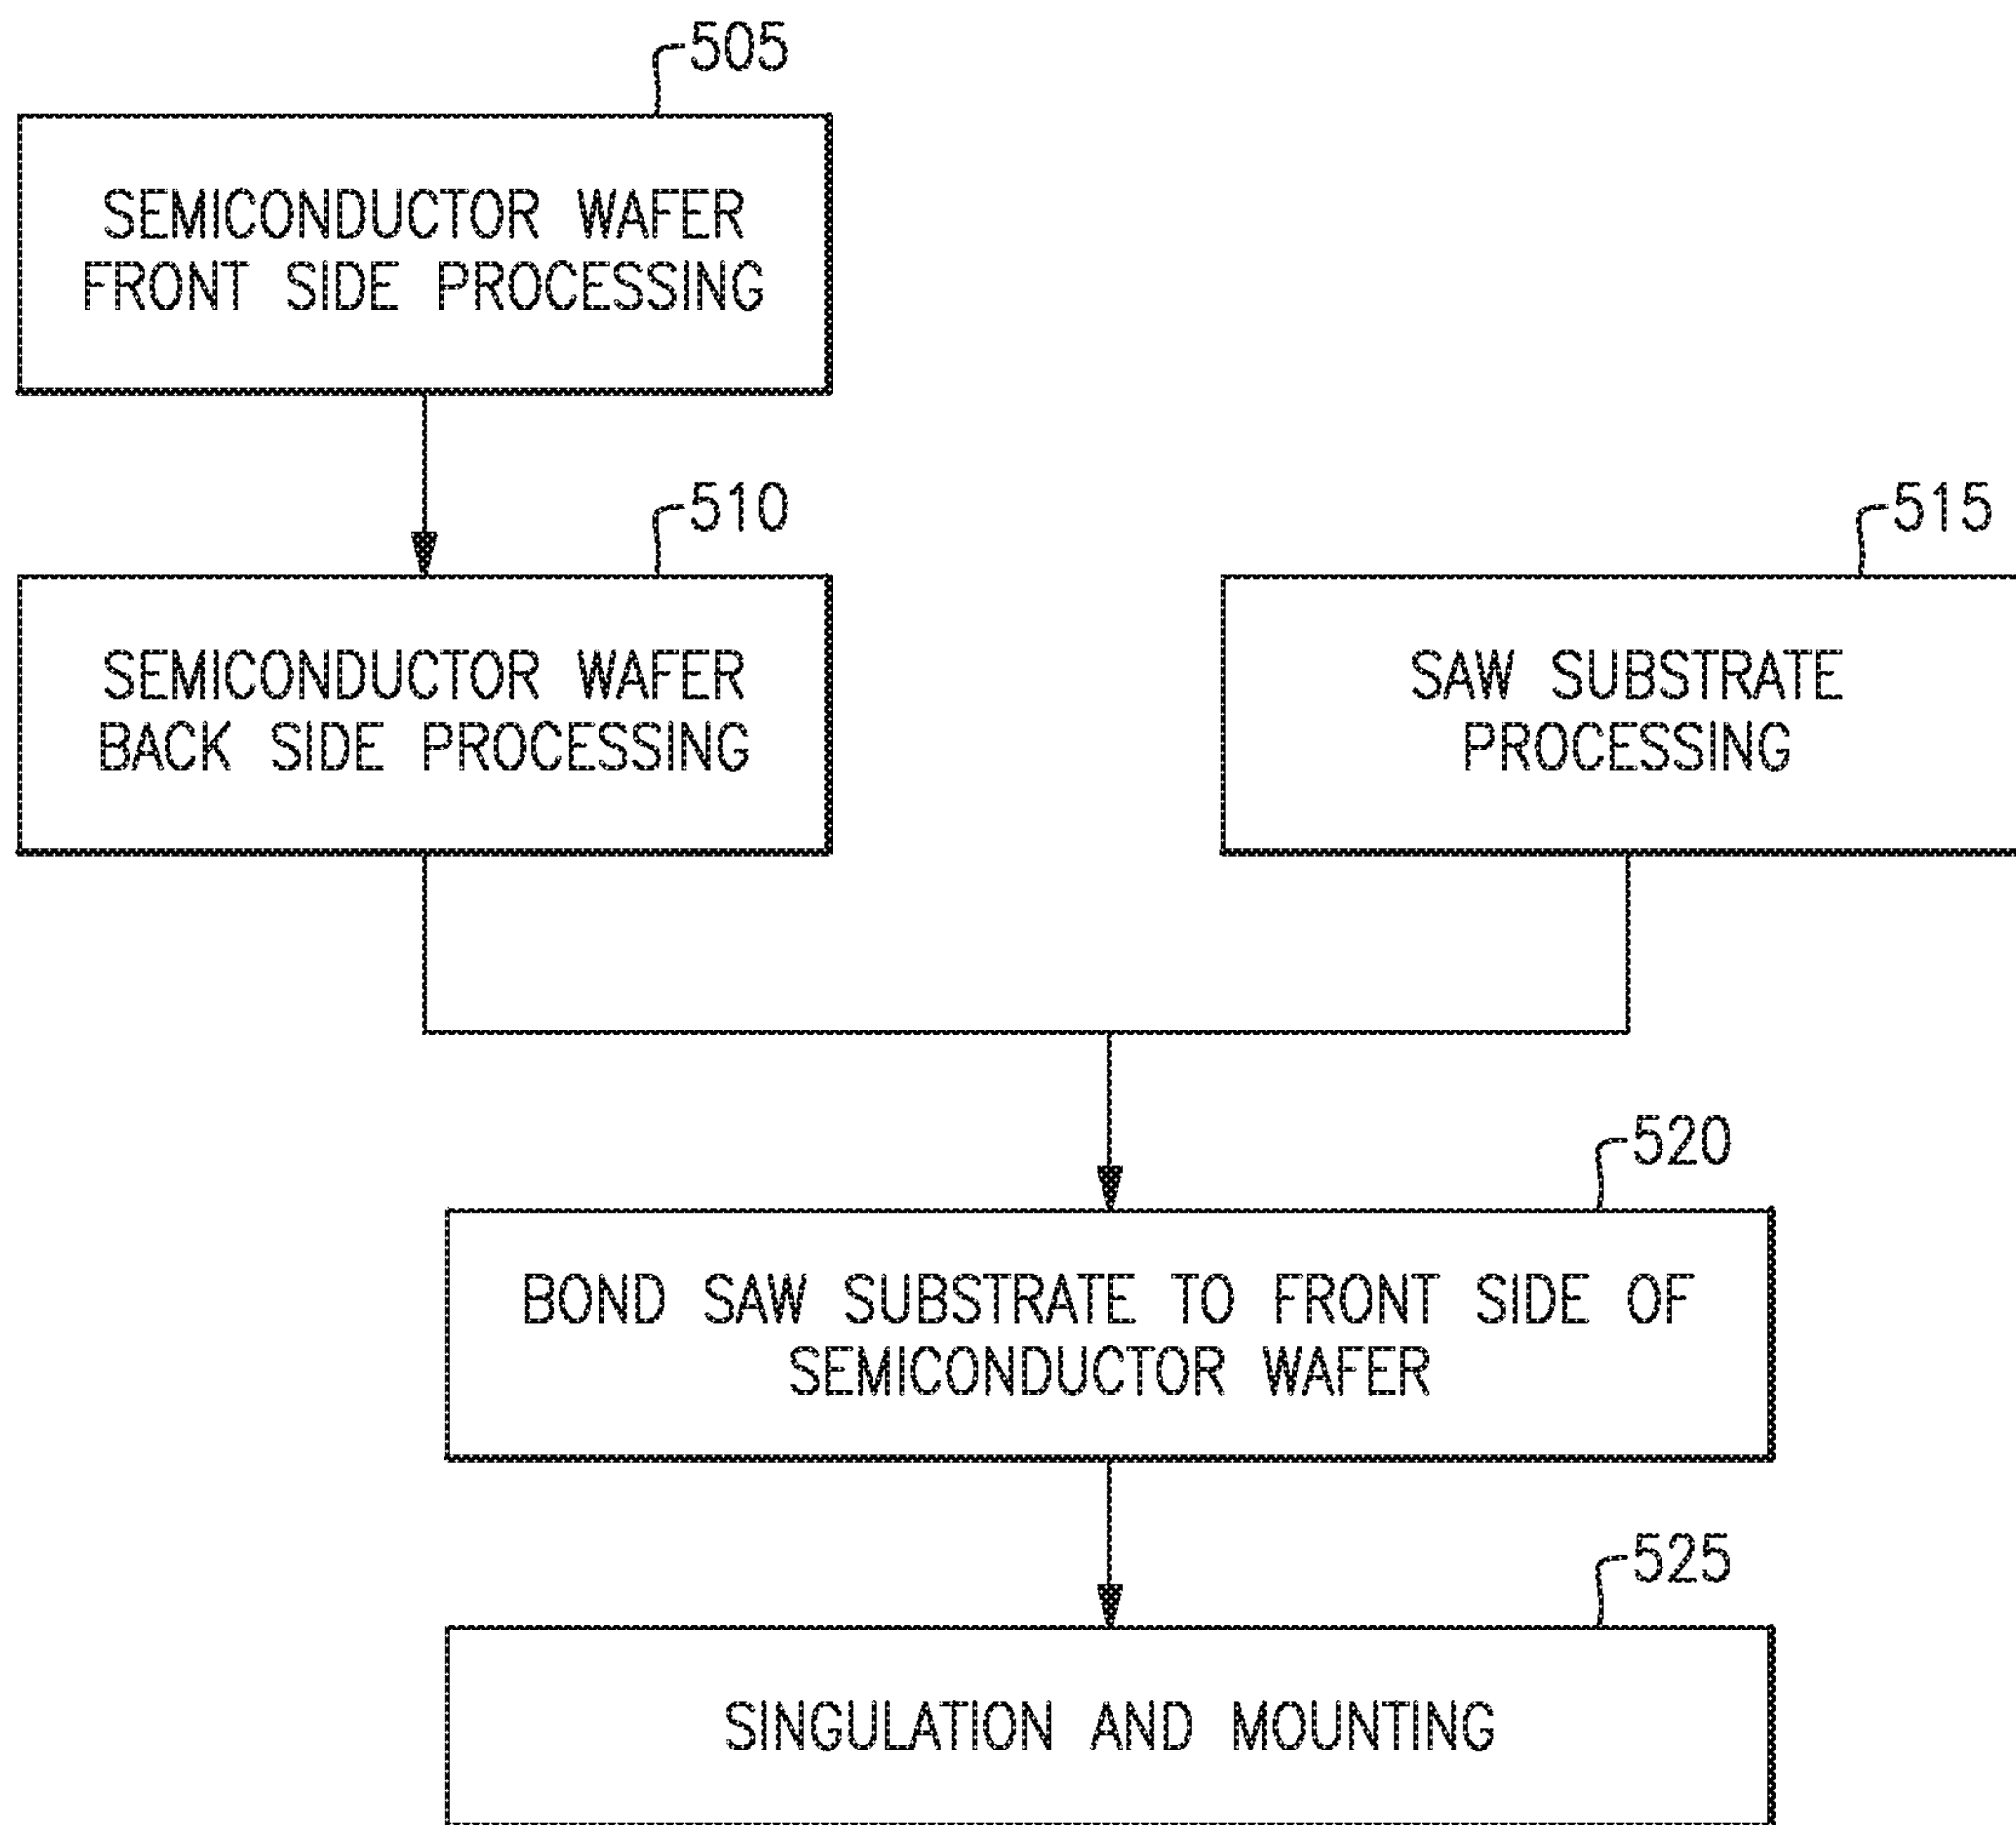 505
SEMICONDUCTOR WAFER
FRONT SIDE PROCESSING
510
SEMICONDUCTOR WAFER
BACK SIDE PROCESSING
515
SAW SUBSTRATE
PROCESSING
520
BOND SAW SUBSTRATE TO FRONT SIDE OF
SEMICONDUCTOR WAFER
525
SINGULATION AND MOUNTING